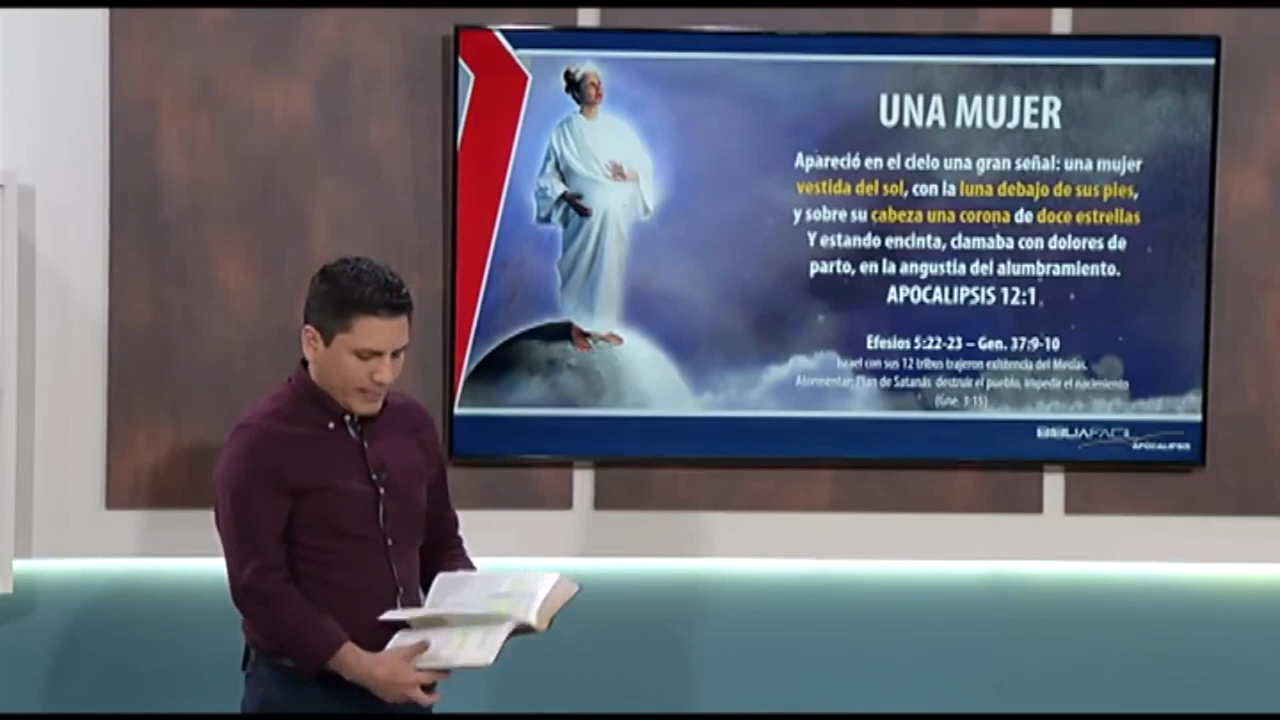 UNA MUJER
Apareció en el cielo una gran señal: una mujer
vestida del sol, con la luna debajo de sus pies,
y sobre su cabeza una corona de doce estrellas
Y estando encinta, clamaba con dolores de
parto, en la angustia del alumbramiento.
APOCALIPSIS 12:1
Efesios 5:22-23 – Gen. 37:9-10
Israel con sus 12 tribus trajeron existencia del Mesías.
Atormentar: Plan de Satanás destruir el pueblo, impedir el nacimiento
(Gne. 3:15)
BIBLIAFACIL
APOCALIPSIS